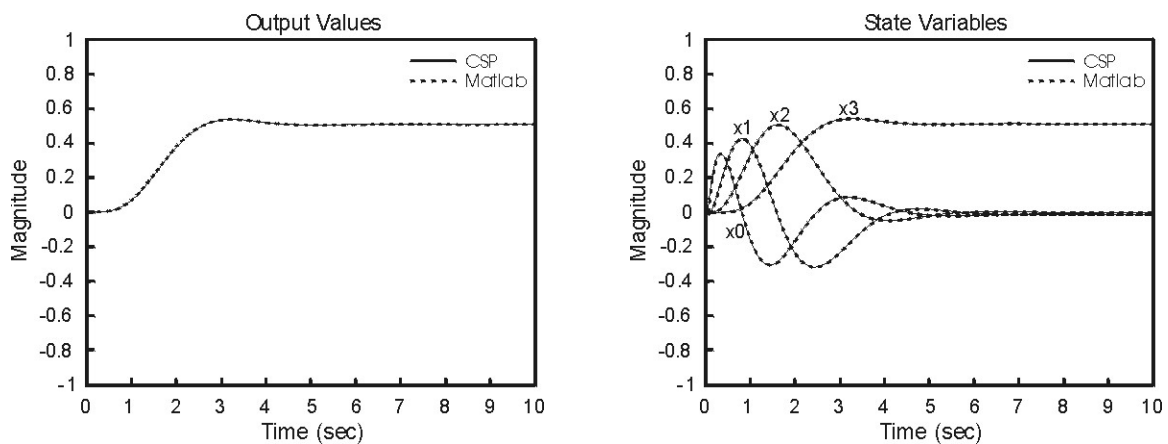 Output Values
1
0.8
0.6
0.4
0.2
0
-0.2
-0.4
-0.6
-0.8
-1
Magnitude
CSP
Matlab
0 1 2 3 4 5 6 7 8 9 10
Time (sec)
State Variables
1
0.8
0.6
0.4
0.2
0
-0.2
-0.4
-0.6
-0.8
-1
Magnitude
CSP
Matlab
x1 x2 x3
x0
0 1 2 3 4 5 6 7 8 9 10
Time (sec)